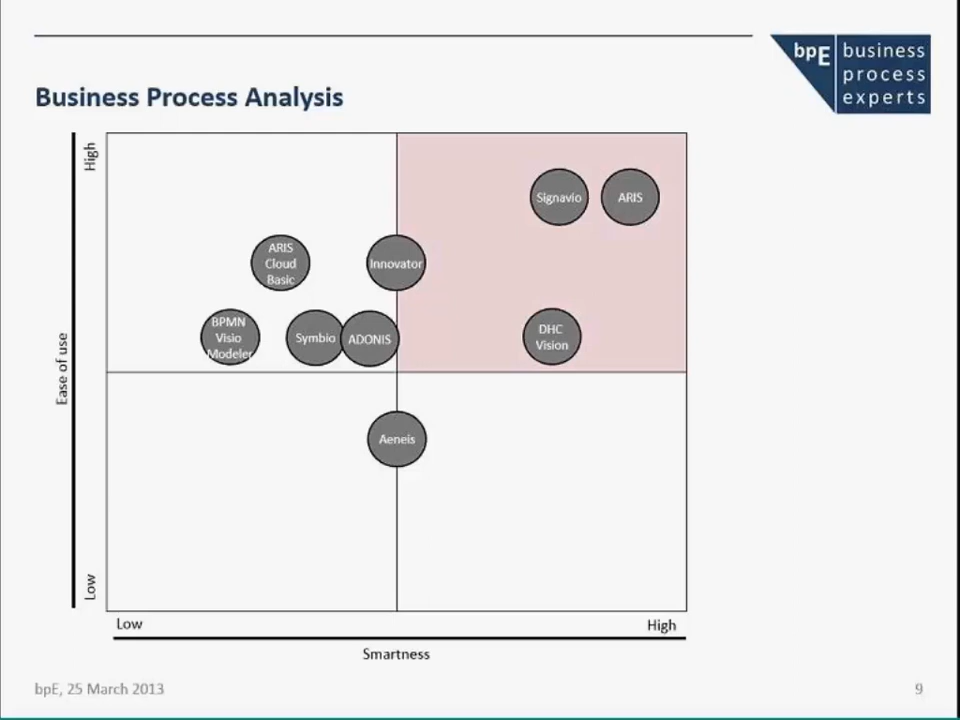 bpE business
process
experts
Business Process Analysis
High
Signavio
ARIS
ARIS
Cloud
Basic
Innovator
BPMN
Visio
Modeler
Symbio
ADONIS
DHC
Vision
Ease of use
Aeneis
Low
Low
High
Smartness
bpE, 25 March 2013
9